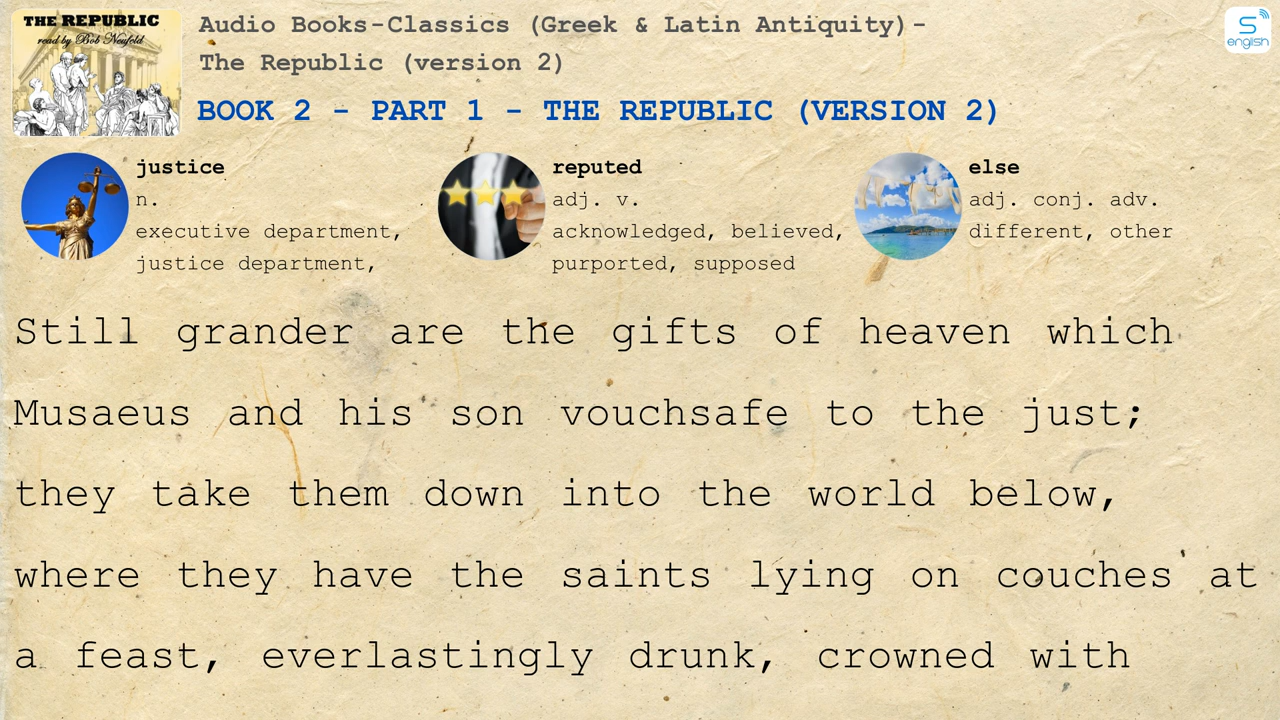 THE REPUBLIC
read by Bob Neufeld
Audio Books-Classics (Greek & Latin Antiquity)-
The Republic (version 2)
BOOK 2 - PART 1 - THE REPUBLIC (VERSION 2)
S
english
justice
n.
executive department,
justice department,
reputed
adj. v.
acknowledged, believed,
purported, supposed
else
adj. conj. adv.
different, other
Still grander are the gifts of heaven which
Musaeus and his son vouchsafe to the just;
they take them down into the world below,
where they have the saints lying on couches at
a feast, everlastingly drunk, crowned with